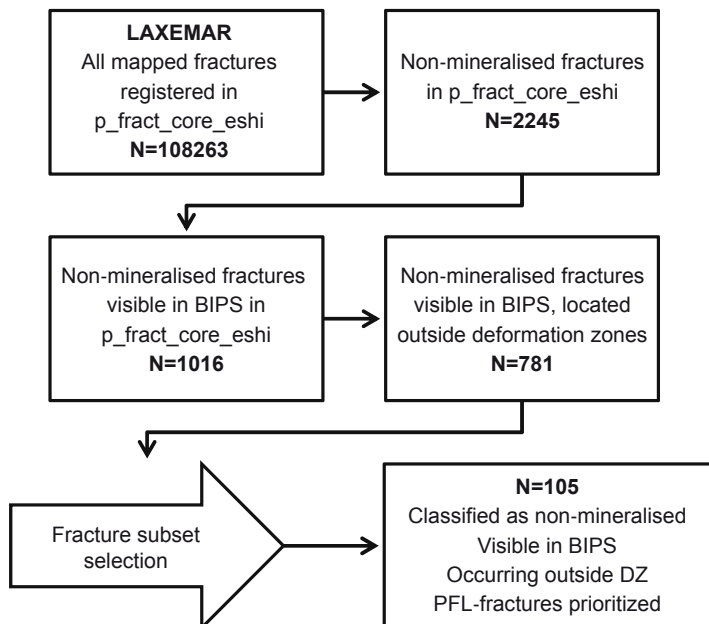 LAXEMAR
All mapped fractures
registered in
p_fract_core_eshi
N=108263
Non-mineralised fractures
in p_fract_core_eshi
N=2245
Non-mineralised fractures
visible in BIPS in
p_fract_core_eshi
N=1016
Non-mineralised fractures
visible in BIPS, located
outside deformation zones
N=781
Fracture subset
selection
N=105
Classified as non-mineralised
Visible in BIPS
Occurring outside DZ
PFL-fractures prioritized